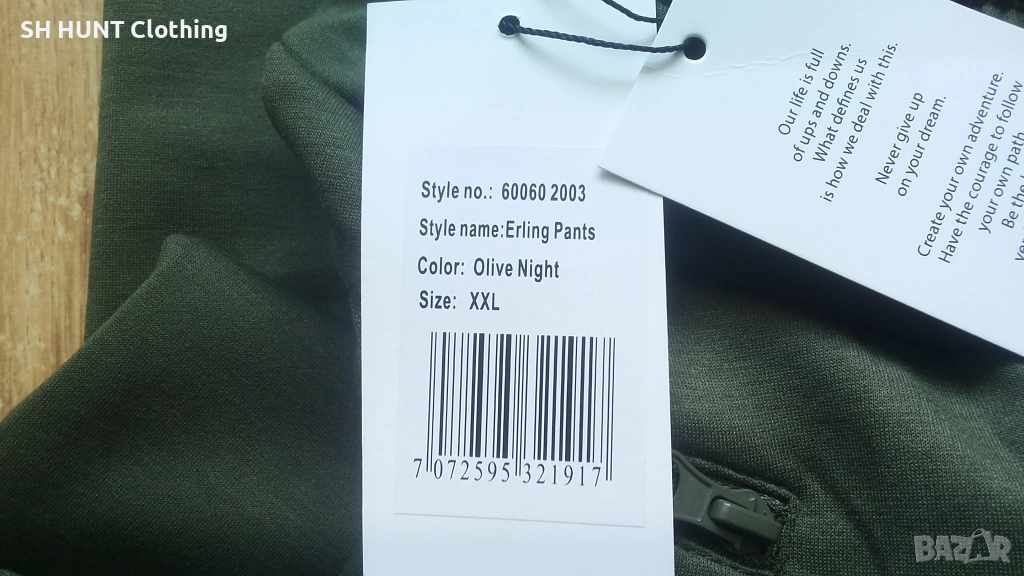 SH HUNT Clothing
Style no.: 60060 2003
Style name:Erling Pants
Color: Olive Night
Size: XXL
7 072595 321917
Our life is full
of ups and downs.
What defines us
is how we deal with this.
Never give up
on your dream.
Create your own adventure.
Have the courage to follow
your own path
Be the
BAZAR